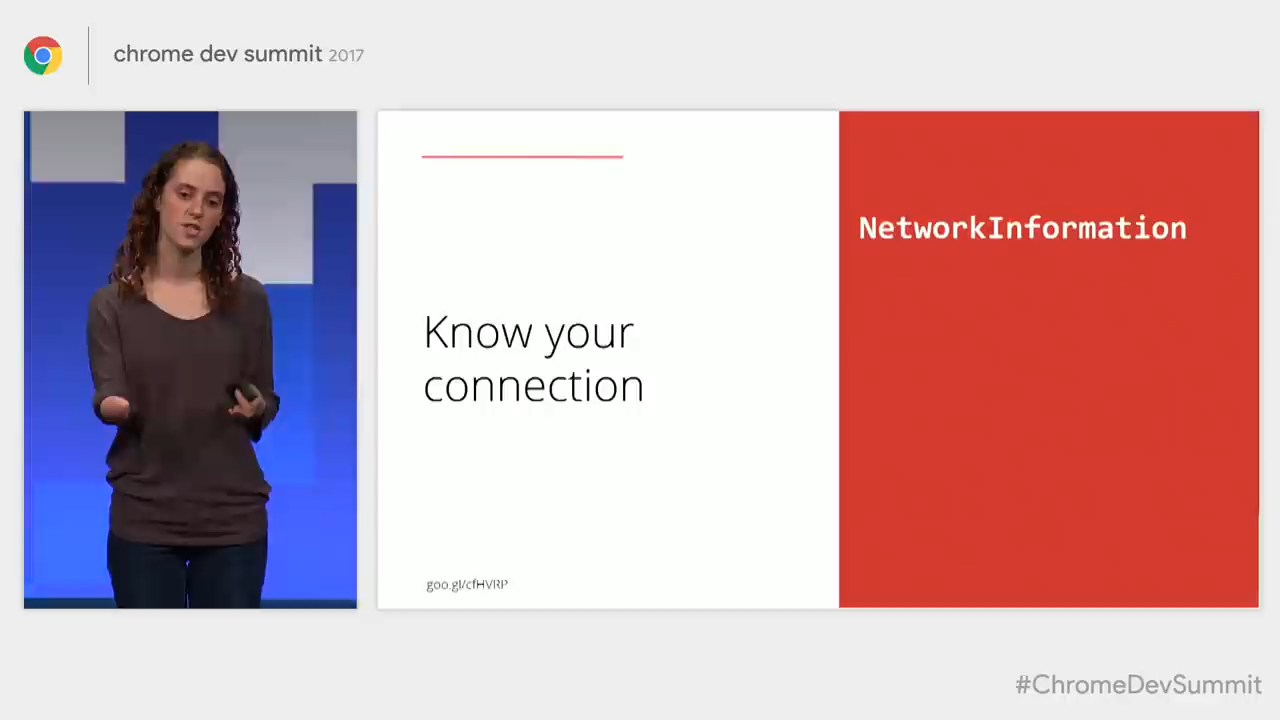 chrome dev summit 2017
NetworkInformation
Know your
connection
goo.gl/cfHVRP
#ChromeDevSummit